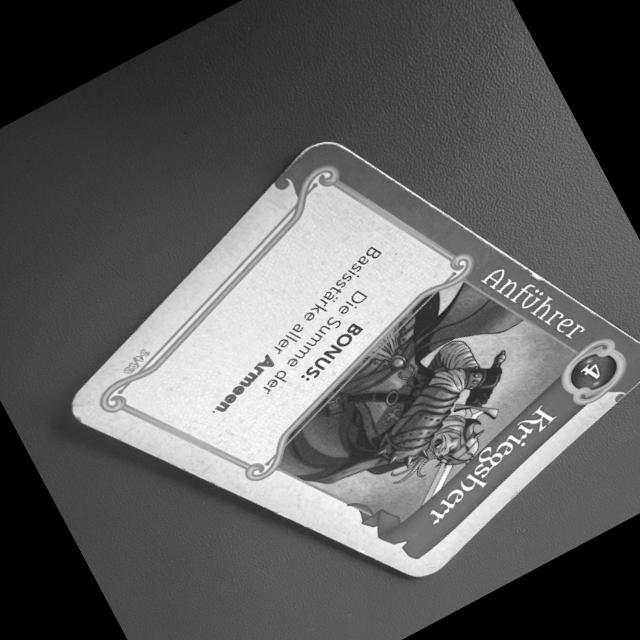 4
Kriegsherr
Anführer
BONUS:
Die Summe der
Basisstärke aller Armeen